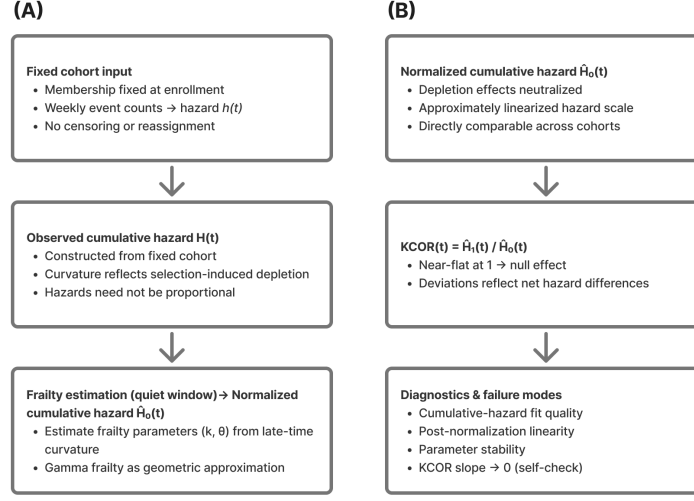 (A)
Fixed cohort input
• Membership fixed at enrollment
• Weekly event counts → hazard h(t)
• No censoring or reassignment
Observed cumulative hazard H(t)
• Constructed from fixed cohort
• Curvature reflects selection-induced depletion
• Hazards need not be proportional
Frailty estimation (quiet window)→ Normalized
cumulative hazard Ĥ₀(t)
• Estimate frailty parameters (k, θ) from late-time
curvature
• Gamma frailty as geometric approximation
(B)
Normalized cumulative hazard Ĥ₀(t)
• Depletion effects neutralized
• Approximately linearized hazard scale
• Directly comparable across cohorts
KCOR(t) = Ĥ₁(t) / Ĥ₀(t)
• Near-flat at 1 → null effect
• Deviations reflect net hazard differences
Diagnostics & failure modes
• Cumulative-hazard fit quality
• Post-normalization linearity
• Parameter stability
• KCOR slope → 0 (self-check)